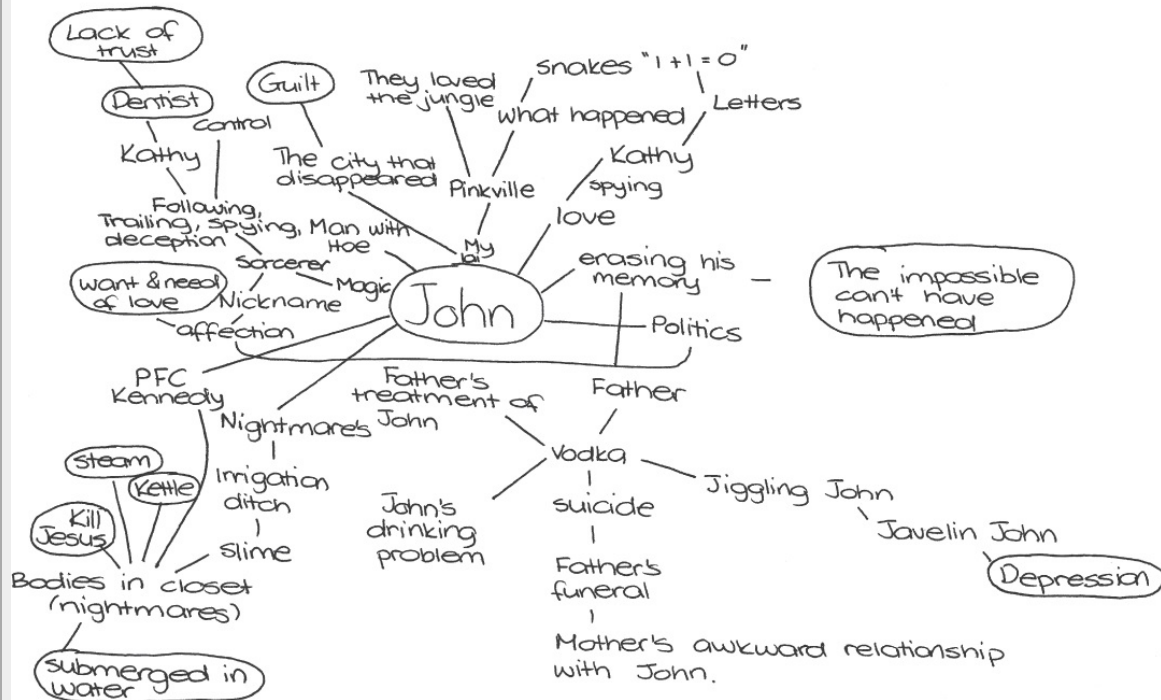 Lack of
trust
Dentist
Control
Kathy
Following,
Trailing, spying,
deception
Guilt
The city that
disappeared
They loved
the jungle
snakes "1+1=0"
what happened
Letters
Pinkville
Kathy
spying
love
Man with
Hoe
My
lai
Sorcerer
Magic
want & need
of love
Nickname
affection
John
erasing his
memory
The impossible
can't have
happened
Politics
PFC
Kennedy
Nightmare's
Father's
treatment of
John
Father
steam
Kettle
Kill
Jesus
Irrigation
ditch
slime
Vodka
John's
drinking
problem
suicide
Jiggling John
Javelin John
Depression
Bodies in closet
(nightmares)
submerged in
water
Father's
funeral
Mother's awkward relationship
with John.